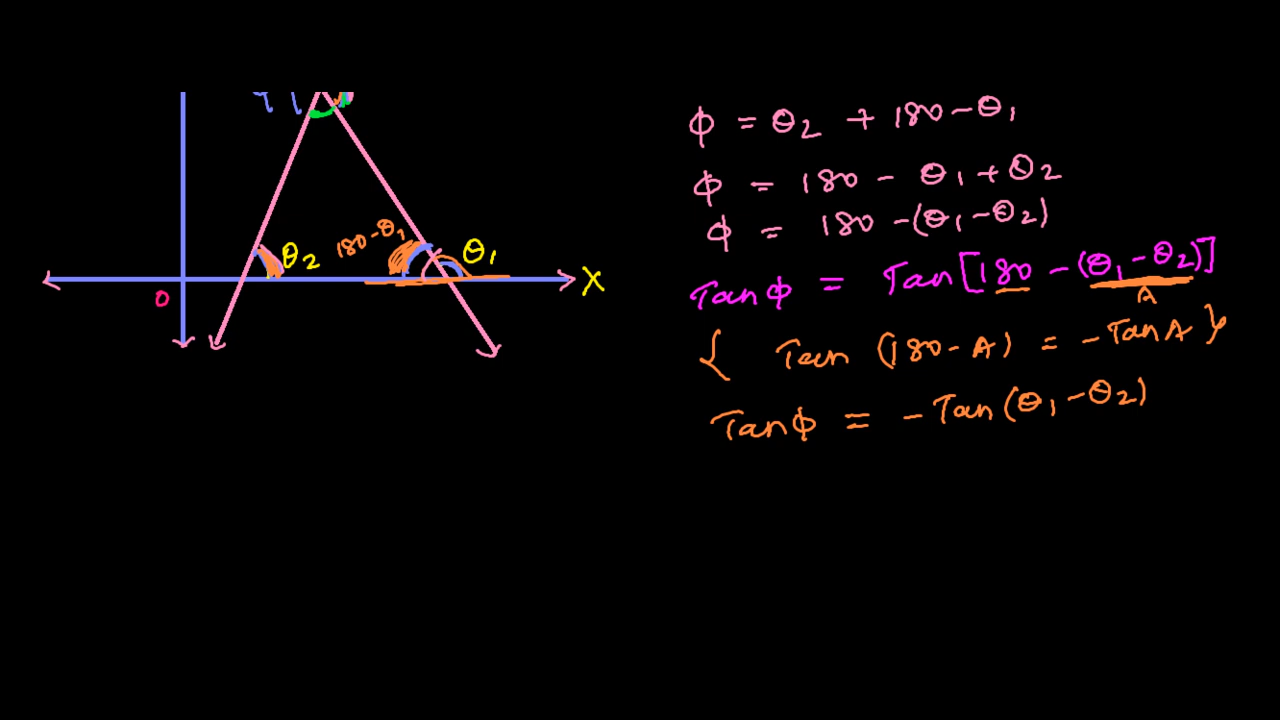 ϕ = θ₂ + 180 - θ₁
ϕ = 180 - θ₁ + θ₂
ϕ = 180 - (θ₁ - θ₂)
Tan ϕ = Tan [180 - (θ₁ - θ₂)]
A
{ Tan (180 - A) = - Tan A }
Tan ϕ = - Tan (θ₁ - θ₂)
θ₂
180 - θ₁
θ₁
X
0